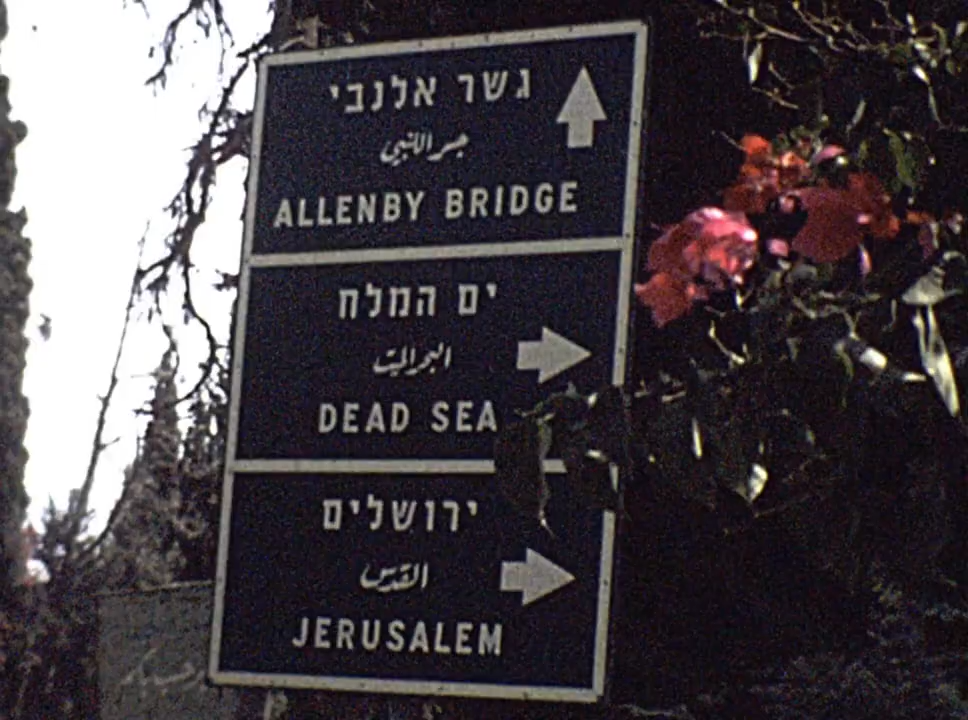 גשר אלנבי
جسر اللنبي
ALLENBY BRIDGE
ים המלח
البحر الميت
DEAD SEA
ירושלים
القدس
JERUSALEM